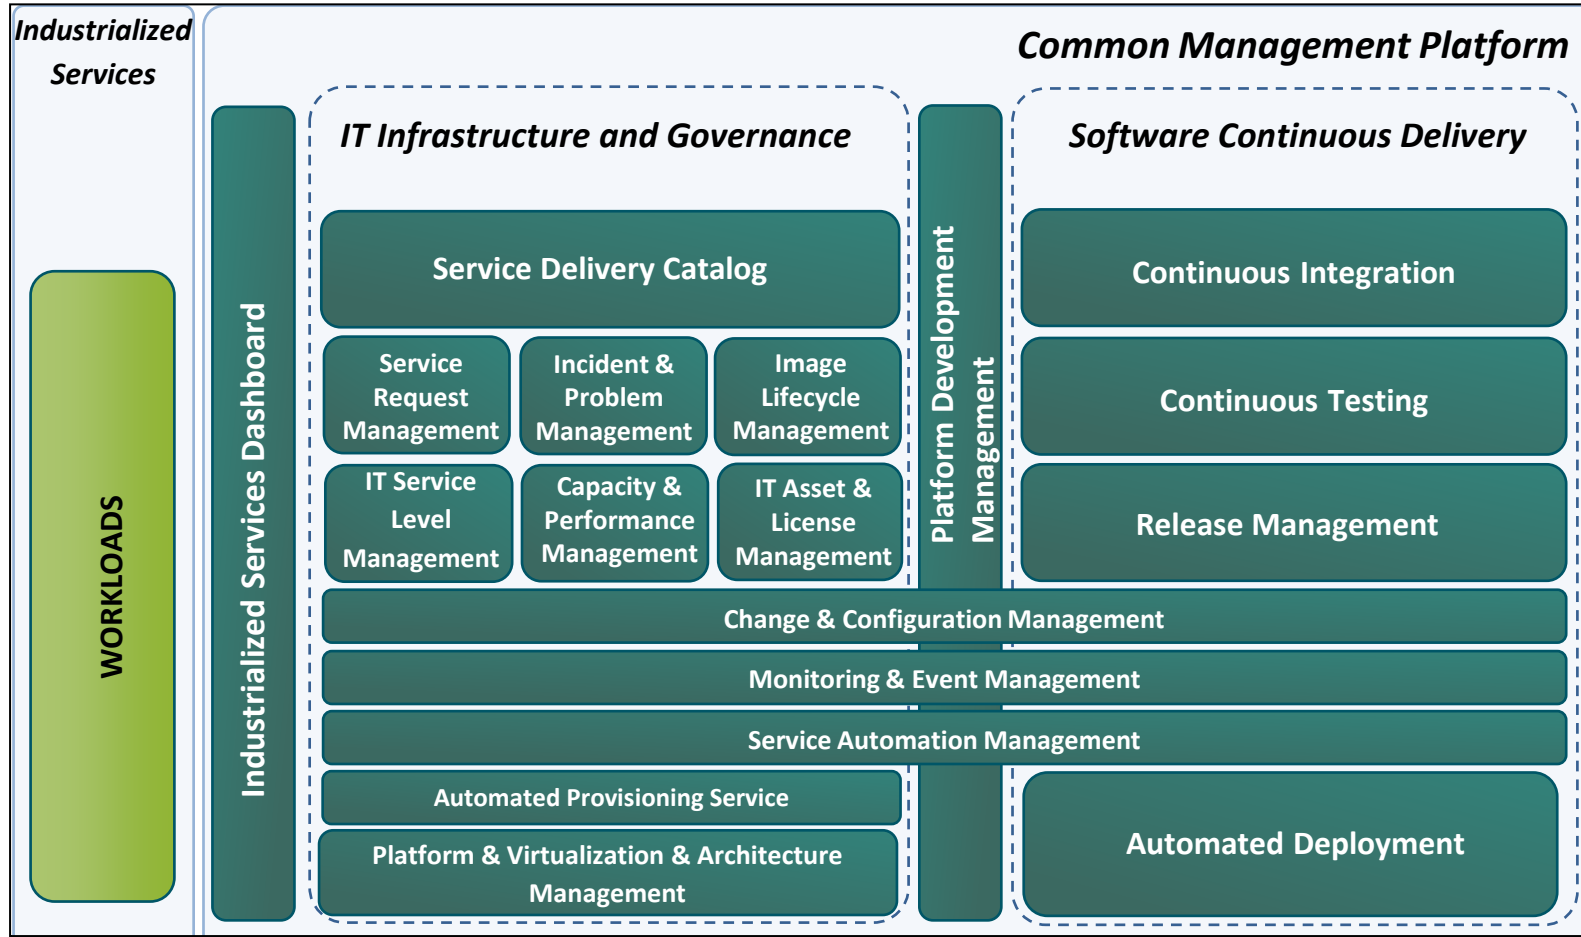 Industrialized
Services
WORKLOADS
Common Management Platform
Industrialized Services Dashboard
IT Infrastructure and Governance
Service Delivery Catalog
Service
Request
Management
Incident &
Problem
Management
Image
Lifecycle
Management
IT Service
Level
Management
Capacity &
Performance
Management
IT Asset &
License
Management
Platform Development
Management
Software Continuous Delivery
Continuous Integration
Continuous Testing
Release Management
Change & Configuration Management
Monitoring & Event Management
Service Automation Management
Automated Provisioning Service
Platform & Virtualization & Architecture
Management
Automated Deployment